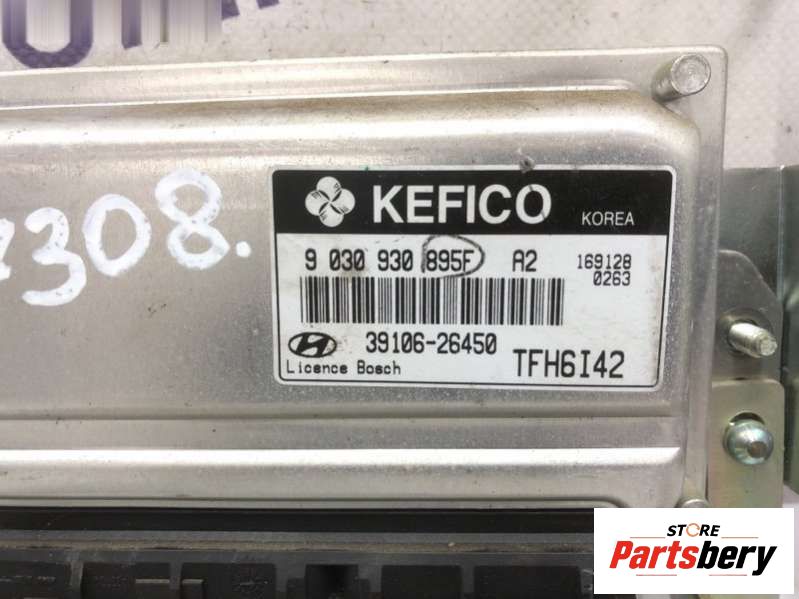 308.
KEFICO
KOREA
9 030 930 895F A2
169128
0263
39106-26450
Licence Bosch
TFH6I42
STORE
Partsbery